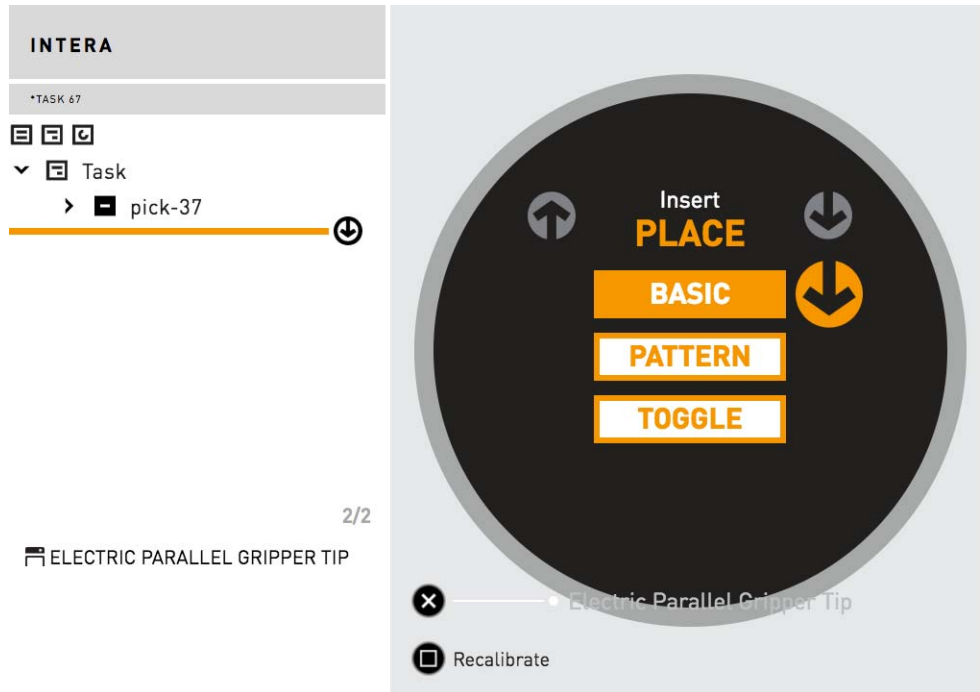 INTERA
*TASK 67
Task
pick-37
2/2
ELECTRIC PARALLEL GRIPPER TIP
Insert
PLACE
BASIC
PATTERN
TOGGLE
Electric Parallel Gripper Tip
Recalibrate